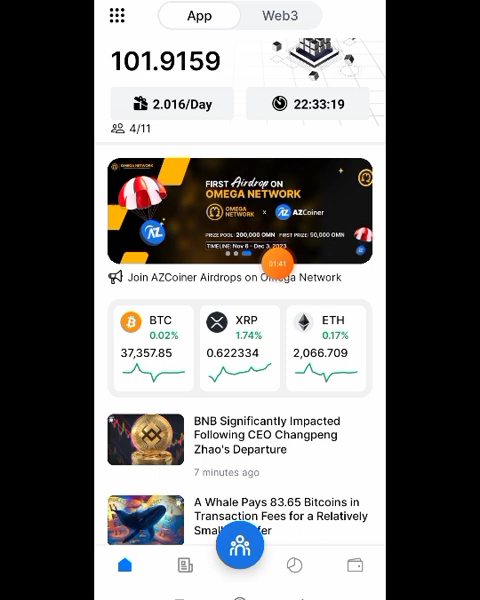 App
Web3
101.9159
2.016/Day
22:33:19
4/11
OMEGA NETWORK
FIRST Airdrop ON
OMEGA NETWORK
OMEGA
NETWORK
x
AZCoiner
AZ
PRIZE POOL: 200,000 OMN FIRST PRIZE: 50,000 OMN
TIMELINE: Nov 6 - Dec 3, 2023
01:41
Join AZCoiner Airdrops on Omega Network
BTC
0.02%
37,357.85
XRP
1.74%
0.622334
ETH
0.17%
2,066.709
BNB Significantly Impacted
Following CEO Changpeng
Zhao's Departure
7 minutes ago
A Whale Pays 83.65 Bitcoins in
Transaction Fees for a Relatively